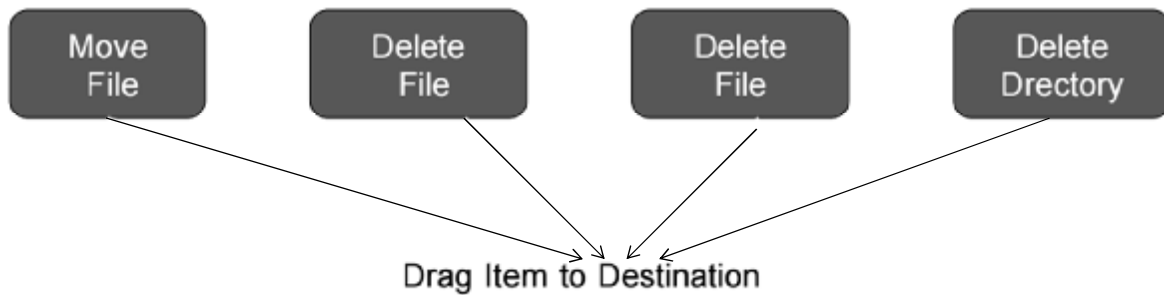 Move
File
Delete
File
Delete
File
Delete
Drectory
Drag Item to Destination